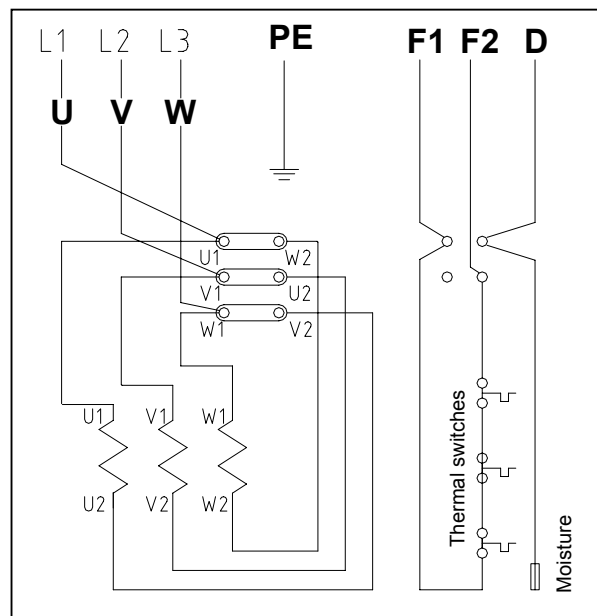 L1 L2 L3 PE F1 F2 D
U V W
U1 W2
V1 U2
W1 V2
U1 V1 W1
U2 V2 W2
Thermal switches
Moisture